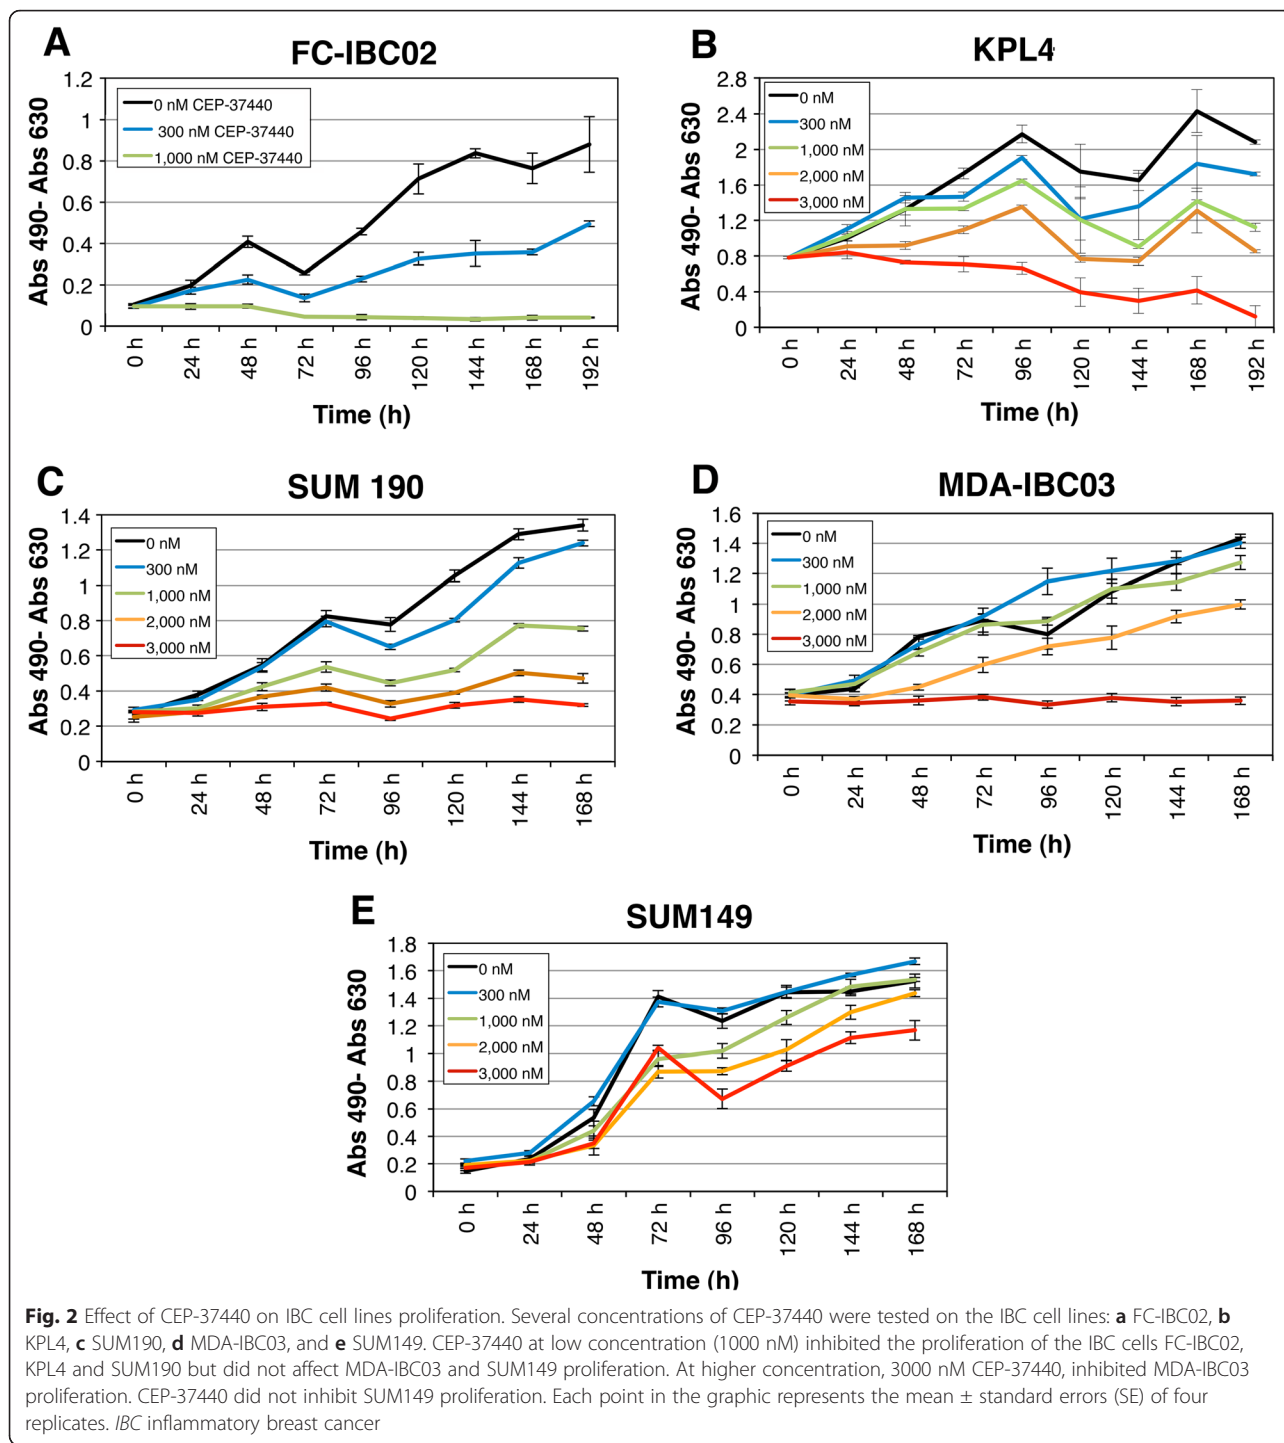 A
FC-IBC02
Abs 490- Abs 630
1.2
1
0.8
0.6
0.4
0.2
0
0 nM CEP-37440
300 nM CEP-37440
1,000 nM CEP-37440
0 h
24 h
48 h
72 h
96 h
120 h
144 h
168 h
192 h
Time (h)
B
KPL4
Abs 490- Abs 630
2.8
2.4
2
1.6
1.2
0.8
0.4
0
0 nM
300 nM
1,000 nM
2,000 nM
3,000 nM
0 h
24 h
48 h
72 h
96 h
120 h
144 h
168 h
192 h
Time (h)
C
SUM 190
Abs 490- Abs 630
1.4
1.2
1
0.8
0.6
0.4
0.2
0
0 nM
300 nM
1,000 nM
2,000 nM
3,000 nM
0 h
24 h
48 h
72 h
96 h
120 h
144 h
168 h
Time (h)
D
MDA-IBC03
Abs 490- Abs 630
1.6
1.4
1.2
1
0.8
0.6
0.4
0.2
0
0 nM
300 nM
1,000 nM
2,000 nM
3,000 nM
0 h
24 h
48 h
72 h
96 h
120 h
144 h
168 h
Time (h)
E
SUM149
Abs 490- Abs 630
1.8
1.6
1.4
1.2
1
0.8
0.6
0.4
0.2
0
0 nM
300 nM
1,000 nM
2,000 nM
3,000 nM
0 h
24 h
48 h
72 h
96 h
120 h
144 h
168 h
Time (h)
Fig. 2 Effect of CEP-37440 on IBC cell lines proliferation. Several concentrations of CEP-37440 were tested on the IBC cell lines: a FC-IBC02, b
KPL4, c SUM190, d MDA-IBC03, and e SUM149. CEP-37440 at low concentration (1000 nM) inhibited the proliferation of the IBC cells FC-IBC02,
KPL4 and SUM190 but did not affect MDA-IBC03 and SUM149 proliferation. At higher concentration, 3000 nM CEP-37440, inhibited MDA-IBC03
proliferation. CEP-37440 did not inhibit SUM149 proliferation. Each point in the graphic represents the mean ± standard errors (SE) of four
replicates. IBC inflammatory breast cancer